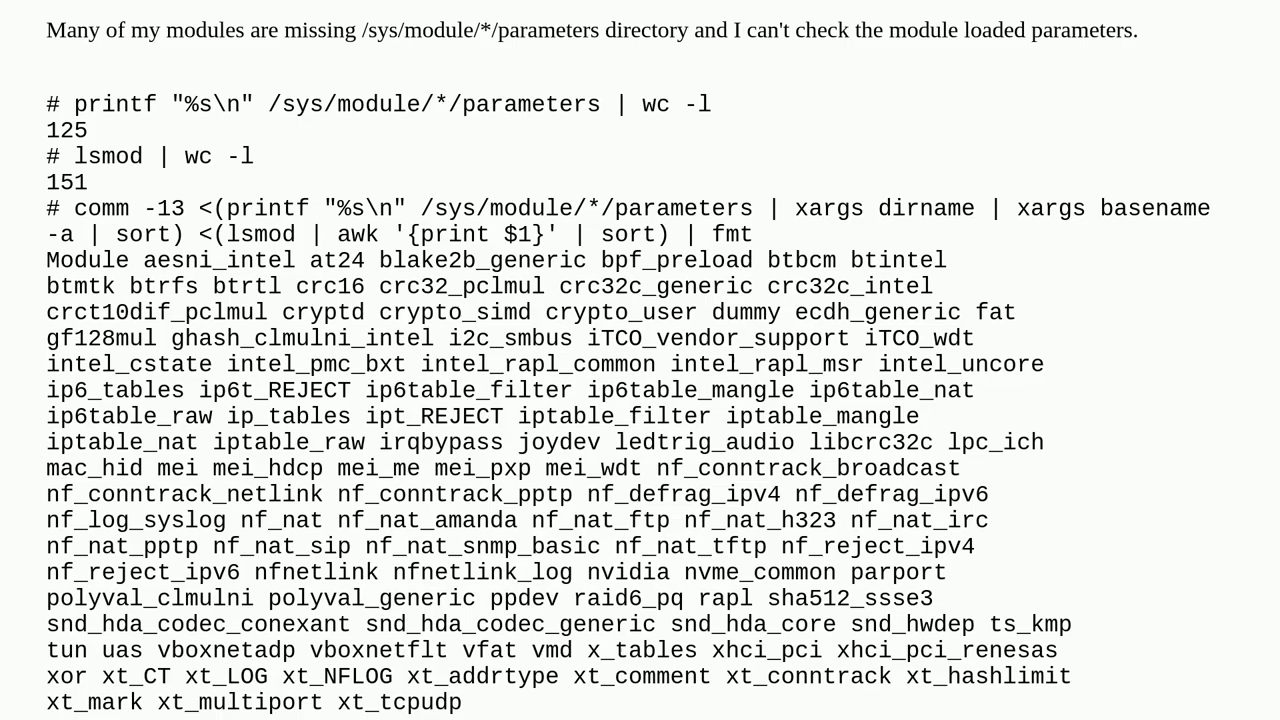 Many of my modules are missing /sys/module/*/parameters directory and I can't check the module loaded parameters.
# printf "%s\n" /sys/module/*/parameters | wc -l
125
# lsmod | wc -l
151
# comm -13 <(printf "%s\n" /sys/module/*/parameters | xargs dirname | xargs basename
-a | sort) <(lsmod | awk '{print $1}' | sort) | fmt
Module aesni_intel at24 blake2b_generic bpf_preload btbcm btintel
btmtk btrfs btrtl crc16 crc32_pclmul crc32c_generic crc32c_intel
crct10dif_pclmul cryptd crypto_simd crypto_user dummy ecdh_generic fat
gf128mul ghash_clmulni_intel i2c_smbus iTCO_vendor_support iTCO_wdt
intel_cstate intel_pmc_bxt intel_rapl_common intel_rapl_msr intel_uncore
ip6_tables ip6t_REJECT ip6table_filter ip6table_mangle ip6table_nat
ip6table_raw ip_tables ipt_REJECT iptable_filter iptable_mangle
iptable_nat iptable_raw irqbypass joydev ledtrig_audio libcrc32c lpc_ich
mac_hid mei mei_hdcp mei_me mei_pxp mei_wdt nf_conntrack_broadcast
nf_conntrack_netlink nf_conntrack_pptp nf_defrag_ipv4 nf_defrag_ipv6
nf_log_syslog nf_nat nf_nat_amanda nf_nat_ftp nf_nat_h323 nf_nat_irc
nf_nat_pptp nf_nat_sip nf_nat_snmp_basic nf_nat_tftp nf_reject_ipv4
nf_reject_ipv6 nfnetlink nfnetlink_log nvidia nvme_common parport
polyval_clmulni polyval_generic ppdev raid6_pq rapl sha512_ssse3
snd_hda_codec_conexant snd_hda_codec_generic snd_hda_core snd_hwdep ts_kmp
tun uas vboxnetadp vboxnetflt vfat vmd x_tables xhci_pci xhci_pci_renesas
xor xt_CT xt_LOG xt_NFLOG xt_addrtype xt_comment xt_conntrack xt_hashlimit
xt_mark xt_multiport xt_tcpudp